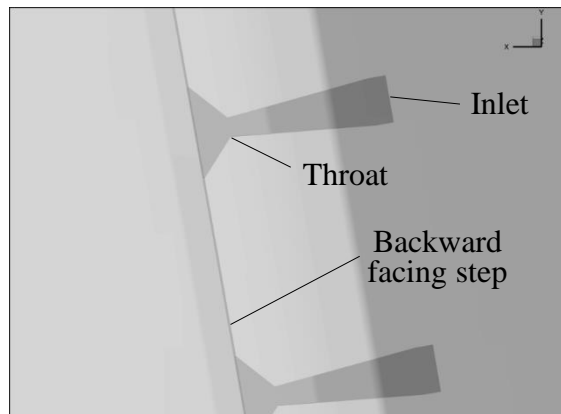 Y
X
Inlet
Throat
Backward
facing step